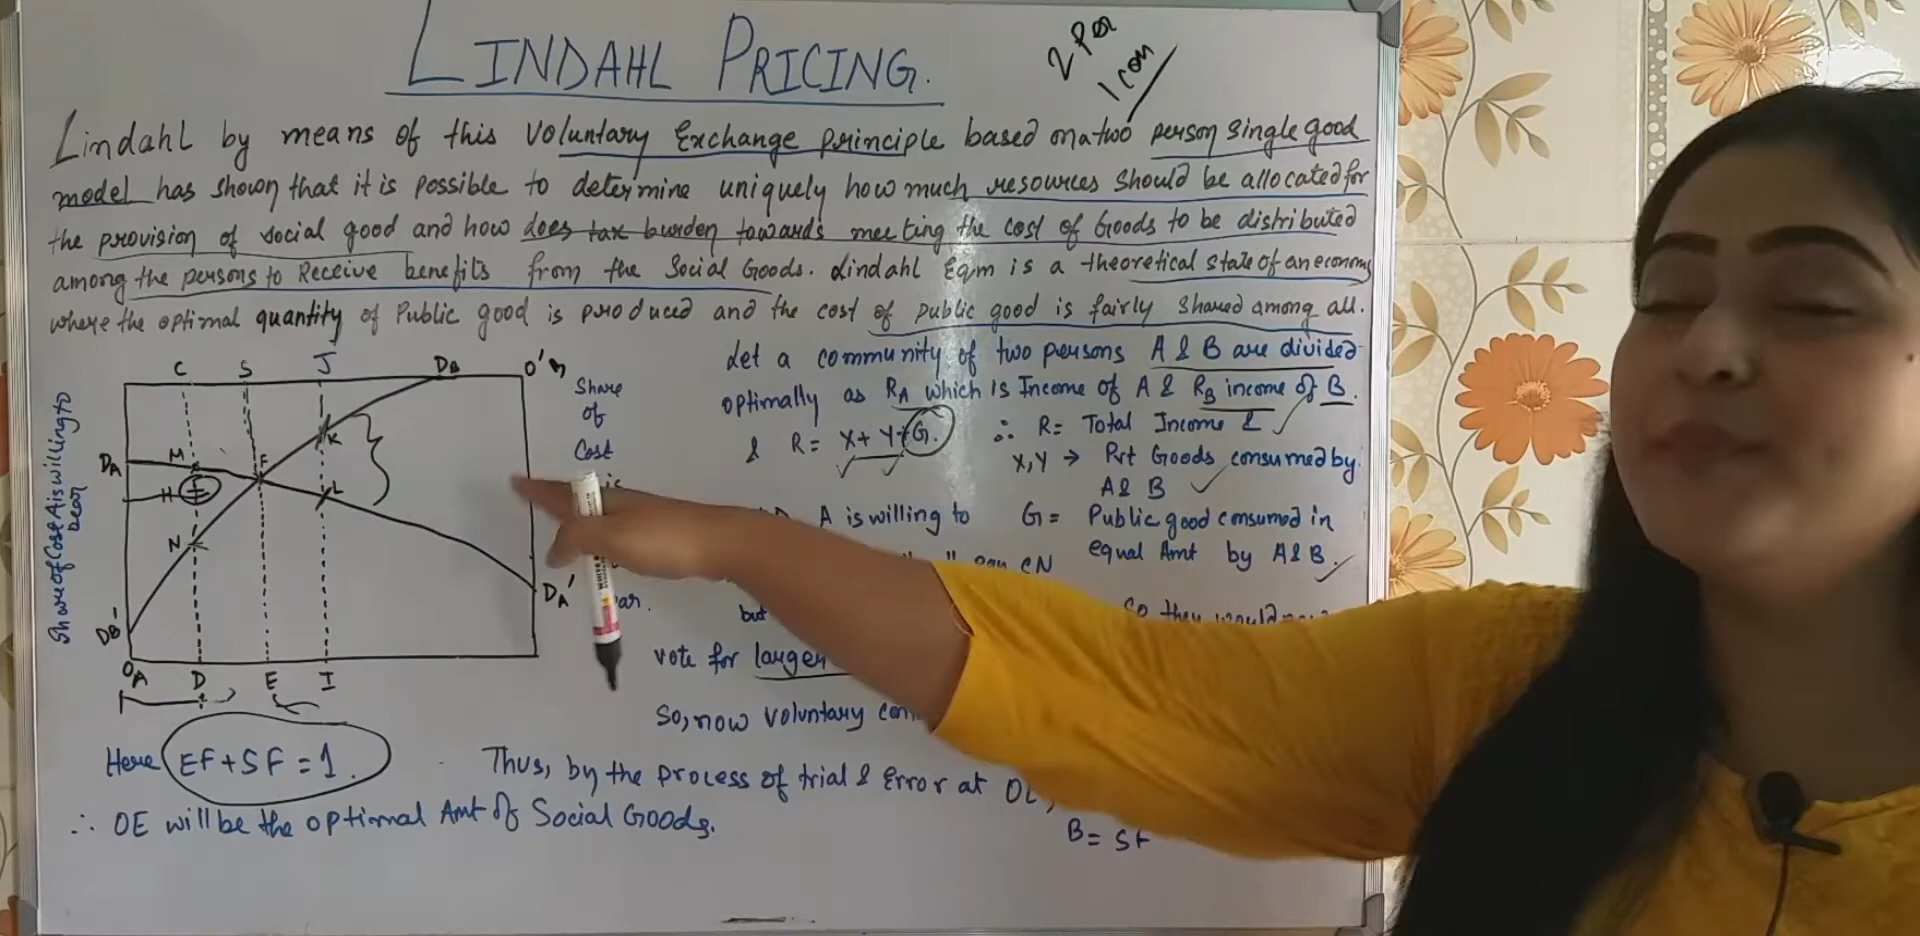 LINDAHL PRICING.
2 Per
1 com
Lindahl by means of this Voluntary Exchange principle based on a two person single good
model has shown that it is possible to determine uniquely how much resources should be allocated for
the provision of social good and how does tax burden towards meeting the cost of Goods to be distributed
among the persons to Receive benefits from the Social Goods. Lindahl Eqm is a theoretical state of an economy
where the optimal quantity of Public good is produced and the cost of public good is fairly shared among all.
Let a community of two persons A & B are divided
optimally as RA which is Income of A & RB income of B.
& R = X + Y + G. ∴ R = Total Income &
X, Y → Pvt Goods consumed by
A & B
A is willing to G = Public good consumed in
equal Amt by A & B.
CN
but So they would
vote for larger
So, now voluntary
Share of Cost A is willing to
bear
C S J DB O'
DA M F K
H L
N
DB' DA'
OA D E I
Share
of
Cost
is
Here EF + SF = 1.
Thus, by the process of trial & Error at
∴ OE will be the optimal Amt of Social Goods.
B = SF